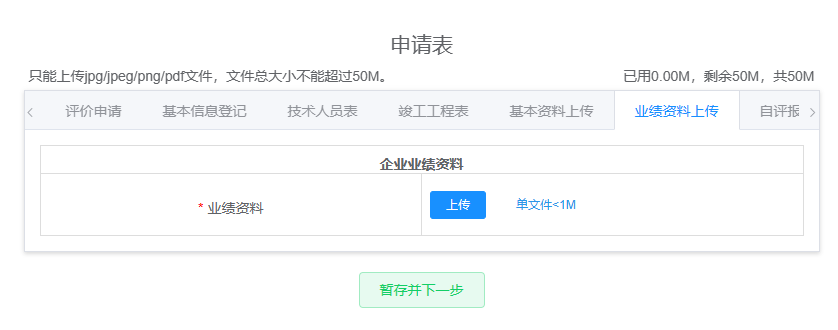 申请表
只能上传jpg/jpeg/png/pdf文件，文件总大小不能超过50M。 已用0.00M，剩余50M，共50M
评价申请 基本信息登记 技术人员表 竣工工程表 基本资料上传 业绩资料上传 自评报
企业业绩资料
* 业绩资料 上传 单文件<1M
暂存并下一步